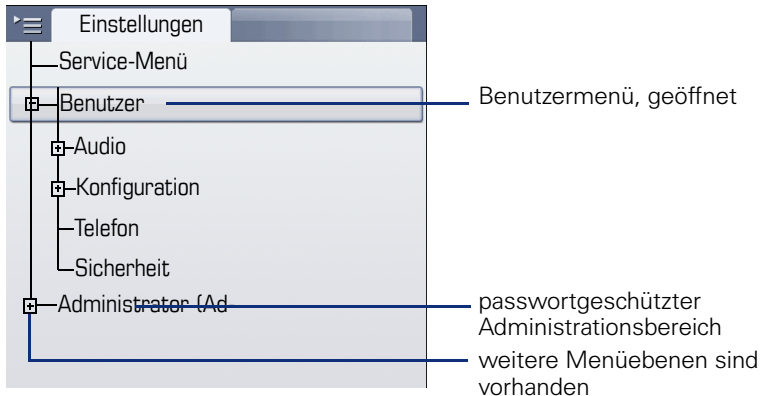 Einstellungen
Service-Menü
Benutzer
Benutzermenü, geöffnet
Audio
Konfiguration
Telefon
Sicherheit
Administrator (Ad-
passwortgeschützter
Administrationsbereich
weitere Menüebenen sind
vorhanden